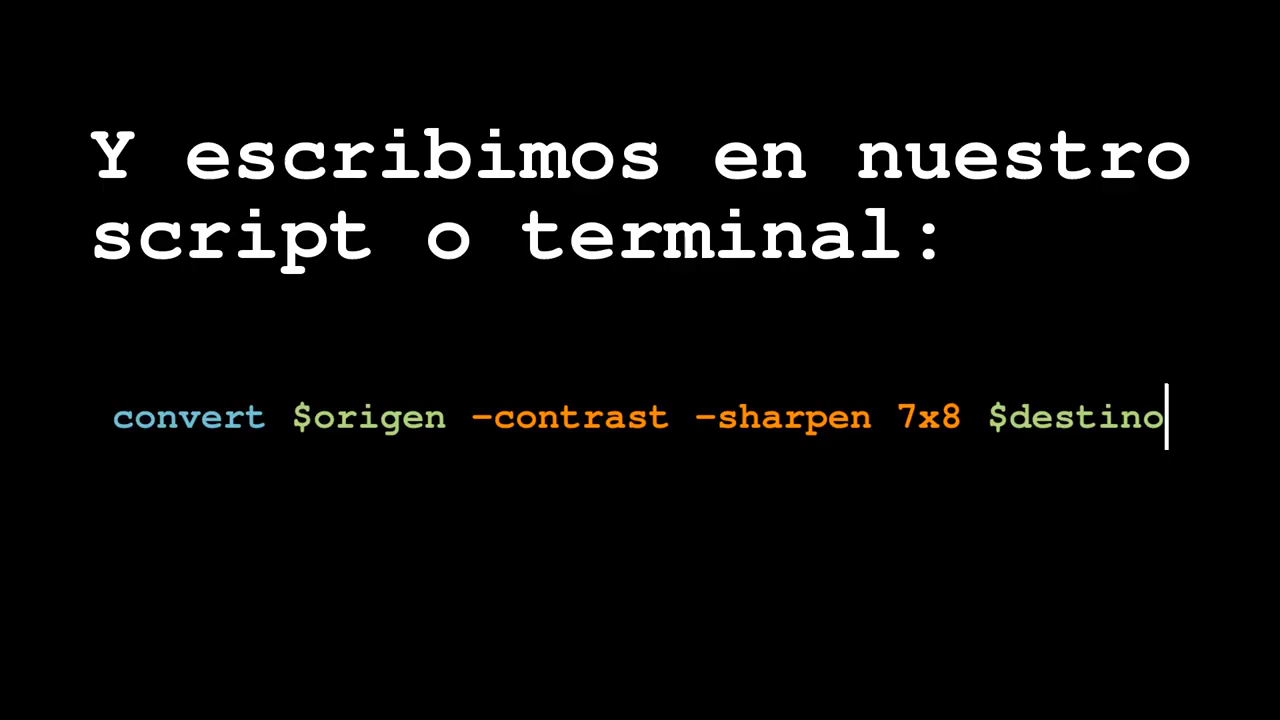 Y escribimos en nuestro
script o terminal:
convert $origen –contrast –sharpen 7x8 $destino